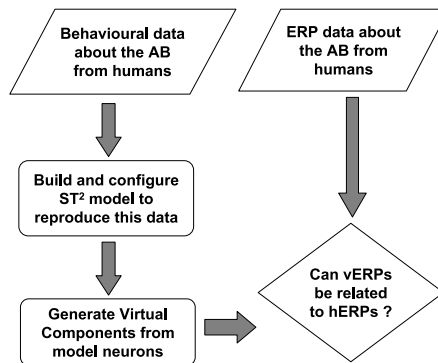 Behavioural data
about the AB
from humans
ERP data about
the AB from
humans
Build and configure
ST² model to
reproduce this data
Can vERPs
be related
to hERPs ?
Generate Virtual
Components from
model neurons